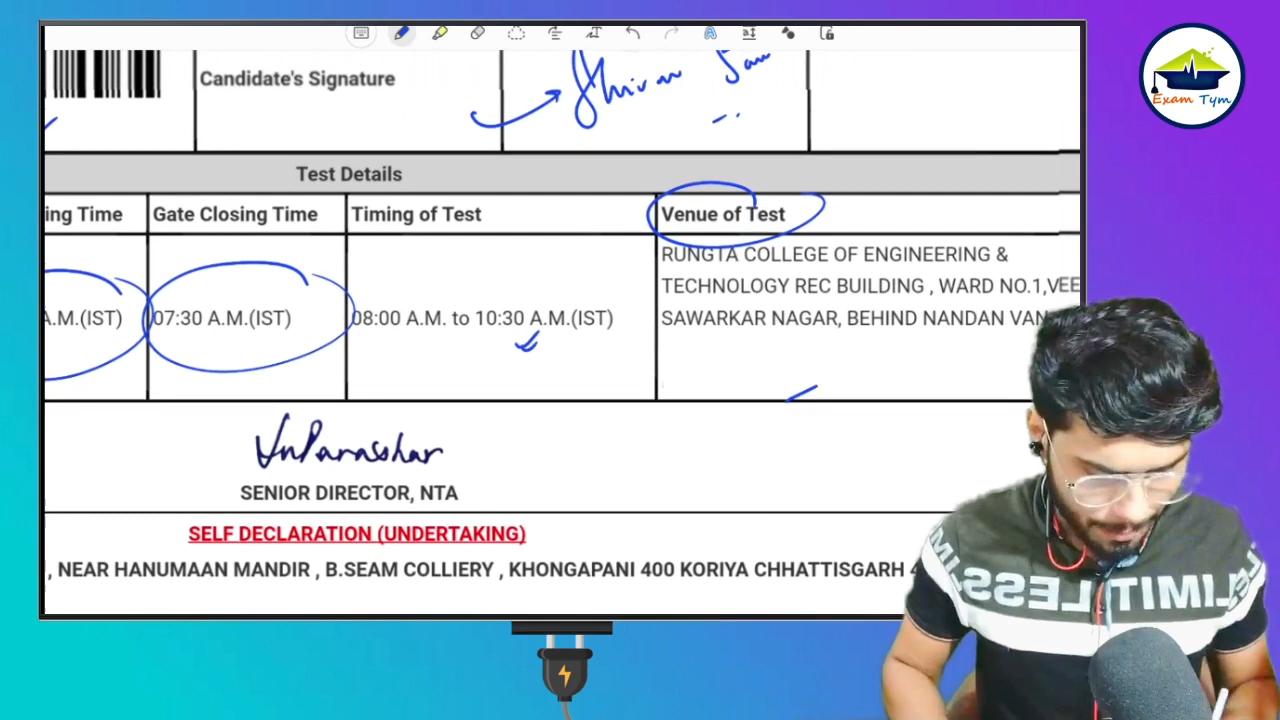 Exam Tym
Candidate's Signature
Test Details
ing Time
Gate Closing Time
Timing of Test
Venue of Test
A.M.(IST)
07:30 A.M.(IST)
08:00 A.M. to 10:30 A.M.(IST)
RUNGTA COLLEGE OF ENGINEERING &
TECHNOLOGY REC BUILDING , WARD NO.1,VEE
SAWARKAR NAGAR, BEHIND NANDAN VAN
SENIOR DIRECTOR, NTA
SELF DECLARATION (UNDERTAKING)
, NEAR HANUMAAN MANDIR , B.SEAM COLLIERY , KHONGAPANI 400 KORIYA CHHATTISGARH 4
LIMITLESS